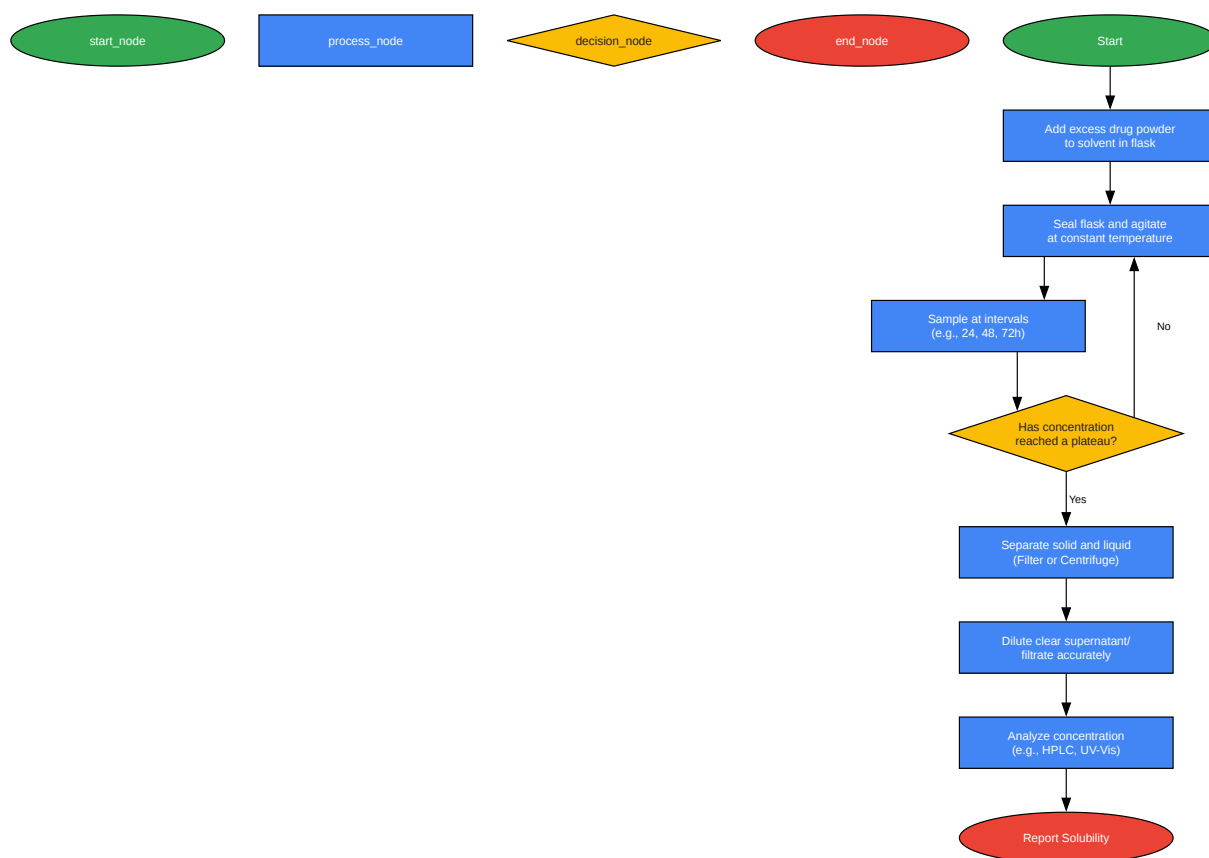 start_node
process_node
decision_node
end_node
Start
Add excess drug powder
to solvent in flask
Seal flask and agitate
at constant temperature
Sample at intervals
(e.g., 24, 48, 72h)
No
Has concentration
reached a plateau?
Yes
Separate solid and liquid
(Filter or Centrifuge)
Dilute clear supernatant/
filtrate accurately
Analyze concentration
(e.g., HPLC, UV-Vis)
Report Solubility